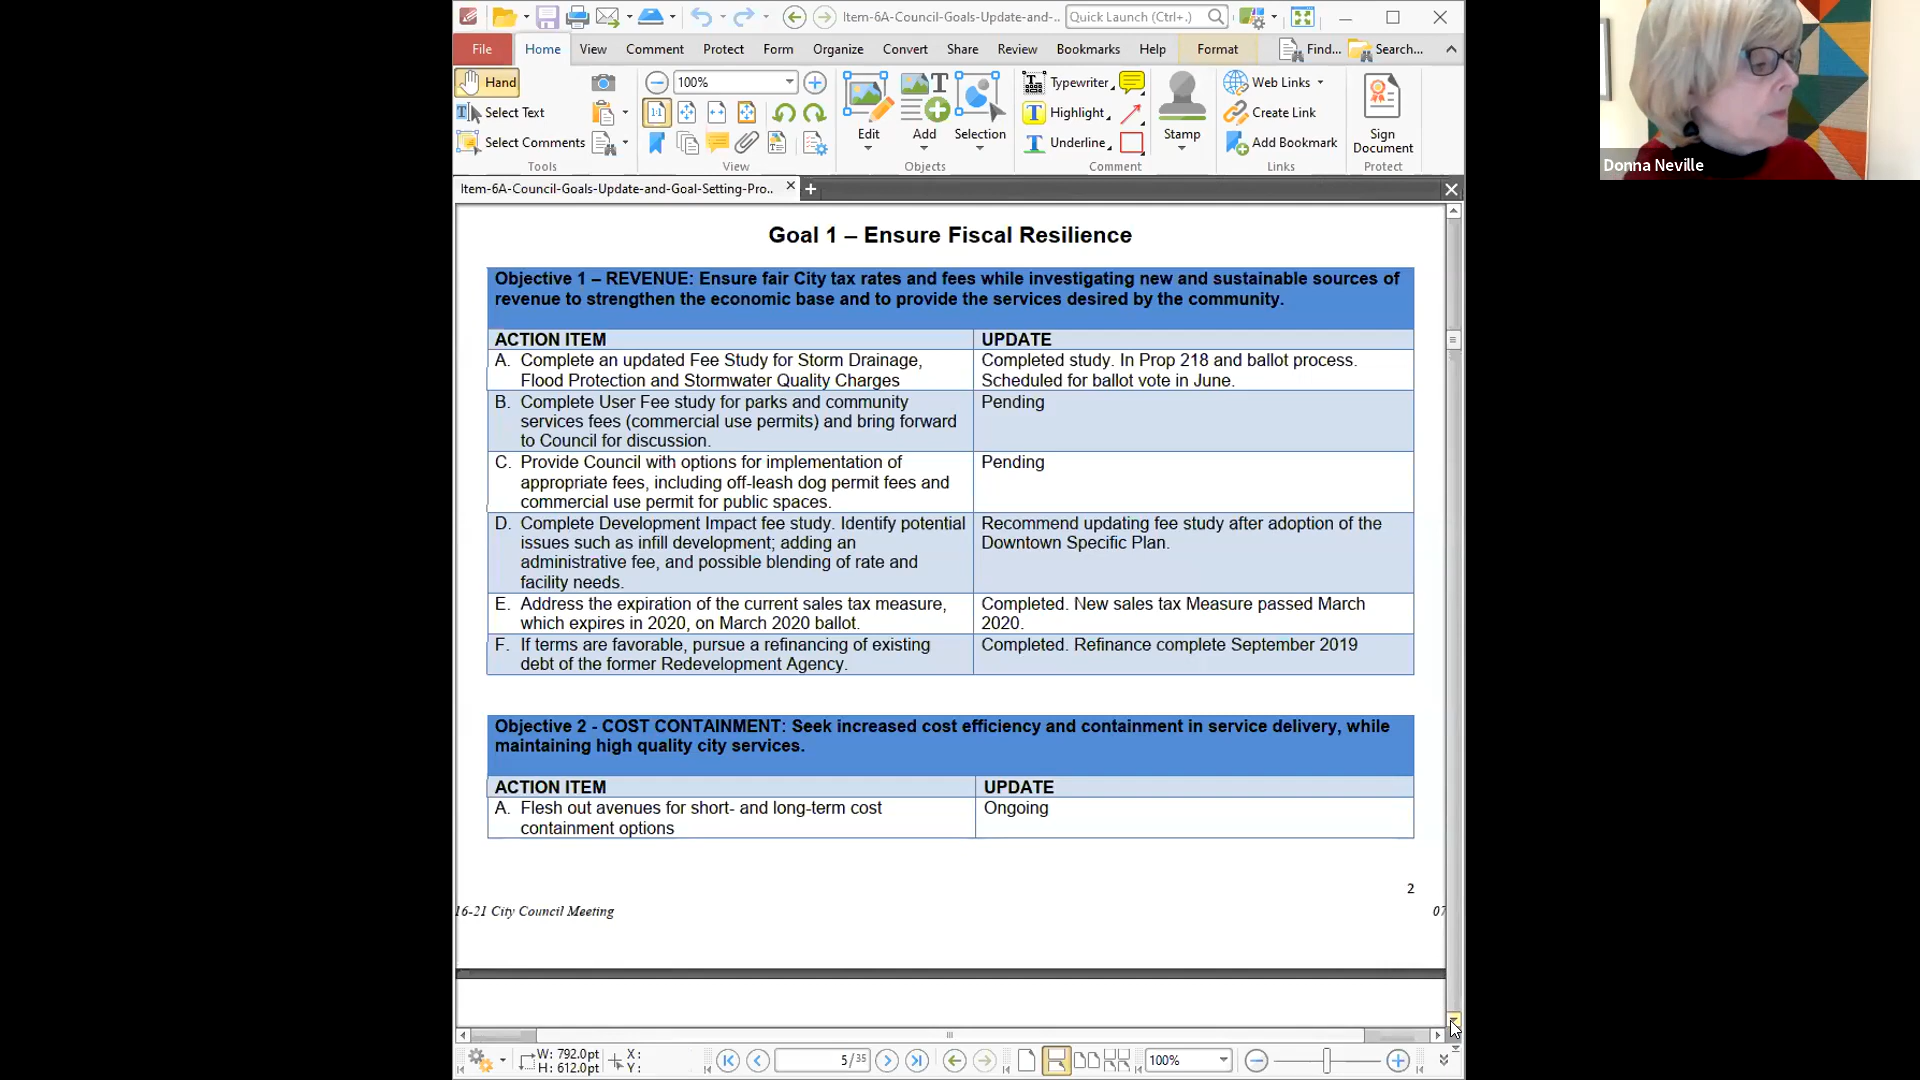 Item-6A-Council-Goals-Update-and-...
Quick Launch (Ctrl+.)
File Home View Comment Protect Form Organize Convert Share Review Bookmarks Help Format Find... Search...
Hand
Select Text
Select Comments
Tools
100%
View
Edit Add Selection
Objects
Typewriter
Highlight
Underline
Comment
Stamp
Web Links
Create Link
Add Bookmark
Links
Sign Document
Protect
Item-6A-Council-Goals-Update-and-Goal-Setting-Pro..
Donna Neville
Goal 1 – Ensure Fiscal Resilience
Objective 1 – REVENUE: Ensure fair City tax rates and fees while investigating new and sustainable sources of
revenue to strengthen the economic base and to provide the services desired by the community.
ACTION ITEM UPDATE
A. Complete an updated Fee Study for Storm Drainage,
Flood Protection and Stormwater Quality Charges
Completed study. In Prop 218 and ballot process.
Scheduled for ballot vote in June.
B. Complete User Fee study for parks and community
services fees (commercial use permits) and bring forward
to Council for discussion.
Pending
C. Provide Council with options for implementation of
appropriate fees, including off-leash dog permit fees and
commercial use permit for public spaces.
Pending
D. Complete Development Impact fee study. Identify potential
issues such as infill development; adding an
administrative fee, and possible blending of rate and
facility needs.
Recommend updating fee study after adoption of the
Downtown Specific Plan.
E. Address the expiration of the current sales tax measure,
which expires in 2020, on March 2020 ballot.
Completed. New sales tax Measure passed March
2020.
F. If terms are favorable, pursue a refinancing of existing
debt of the former Redevelopment Agency.
Completed. Refinance complete September 2019
Objective 2 - COST CONTAINMENT: Seek increased cost efficiency and containment in service delivery, while
maintaining high quality city services.
ACTION ITEM UPDATE
A. Flesh out avenues for short- and long-term cost
containment options
Ongoing
2
16-21 City Council Meeting 07
W: 792.0pt
H: 612.0pt
X:
Y:
5 / 35
100%